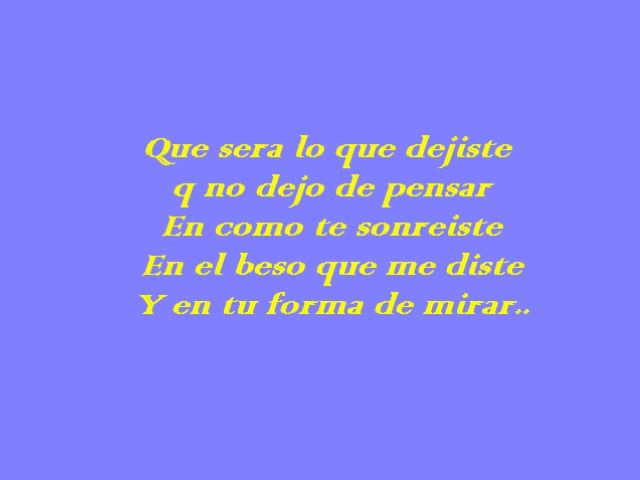 Que sera lo que dejiste
q no dejo de pensar
En como te sonreiste
En el beso que me diste
Y en tu forma de mirar..